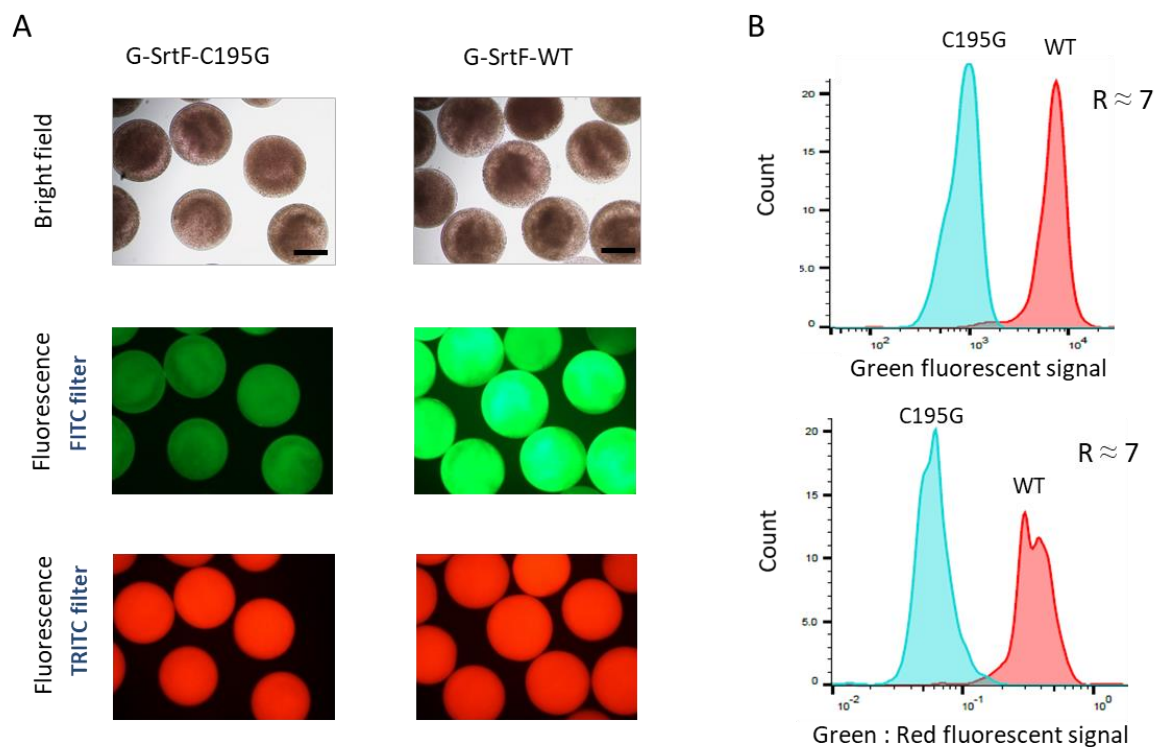 A
G-SrtF-C195G
G-SrtF-WT
Bright field
Fluorescence
FITC filter
Fluorescence
TRITC filter
B
C195G
WT
R ≈ 7
20
15
10
5.0
0
Count
10²
10³
10⁴
Green fluorescent signal
C195G
WT
R ≈ 7
20
15
10
5.0
0
Count
10⁻²
10⁻¹
10⁰
Green : Red fluorescent signal